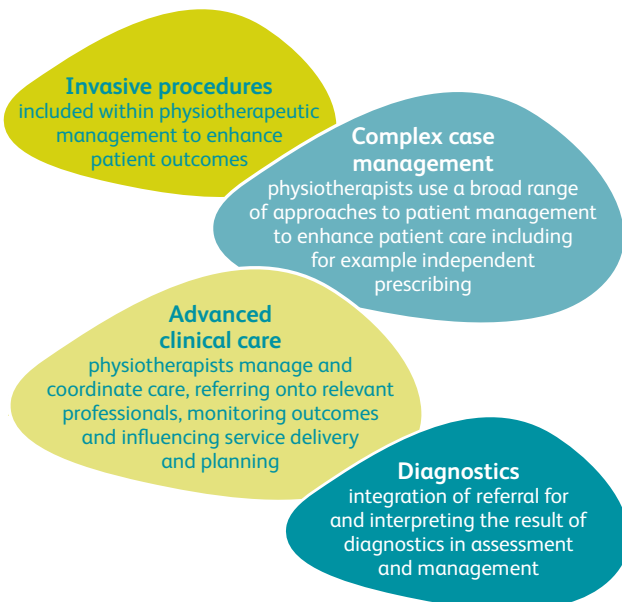 Invasive procedures
included within physiotherapeutic
management to enhance
patient outcomes
Complex case
management
physiotherapists use a broad range
of approaches to patient management
to enhance patient care including
for example independent
prescribing
Advanced
clinical care
physiotherapists manage and
coordinate care, referring onto relevant
professionals, monitoring outcomes
and influencing service delivery
and planning
Diagnostics
integration of referral for
and interpreting the result of
diagnostics in assessment
and management